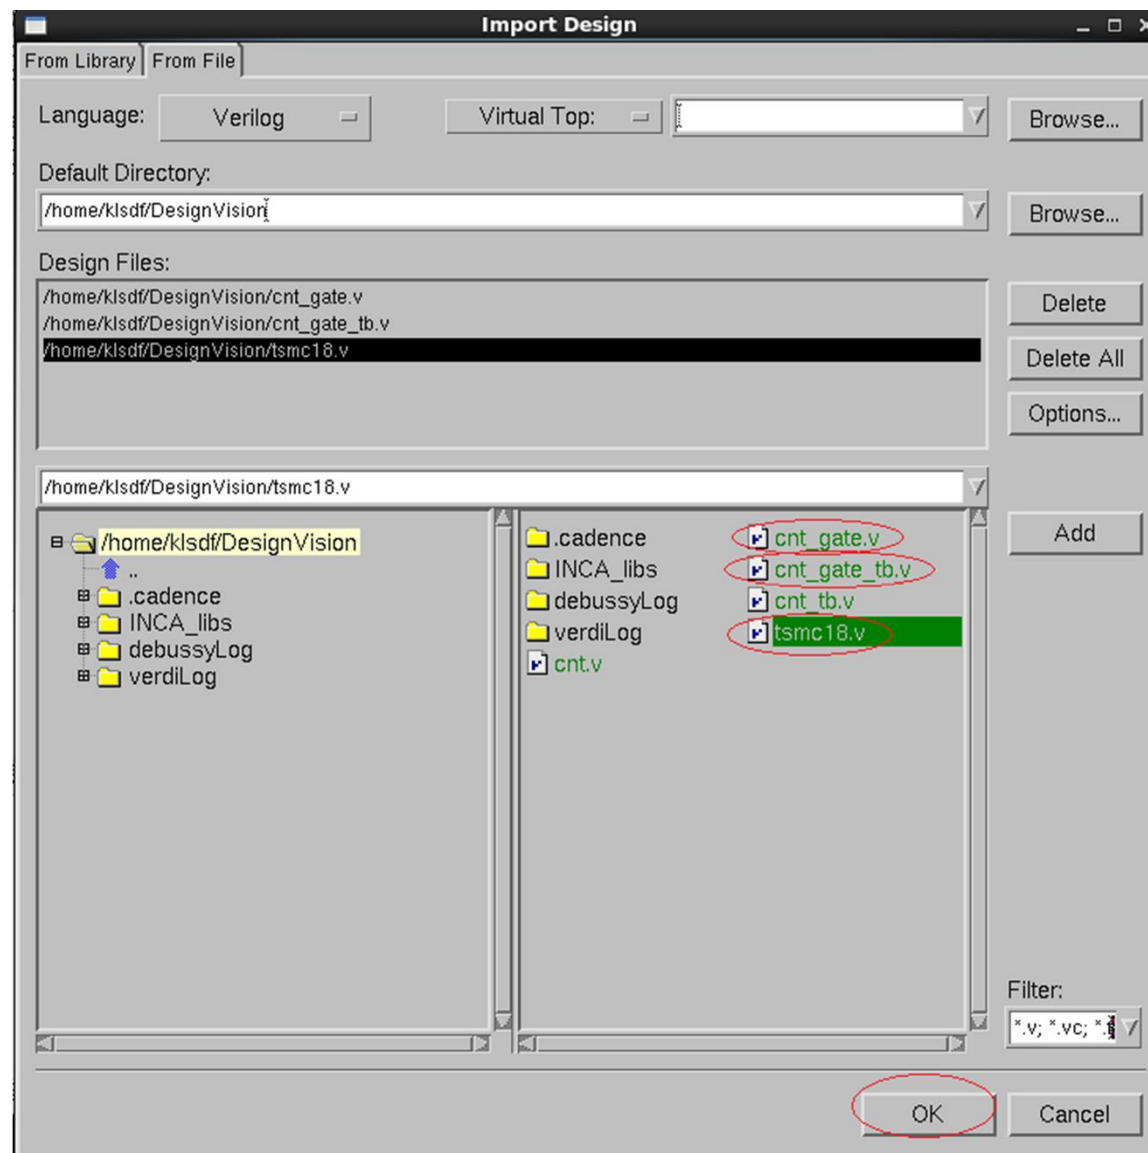 Import Design
From Library From File
Language: Verilog Virtual Top: Browse...
Default Directory:
/home/klsdf/DesignVision Browse...
Design Files:
/home/klsdf/DesignVision/cnt_gate.v
/home/klsdf/DesignVision/cnt_gate_tb.v
/home/klsdf/DesignVision/tsmc18.v
Delete
Delete All
Options...
/home/klsdf/DesignVision/tsmc18.v
Add
/home/klsdf/DesignVision
..
.cadence
INCA_libs
debussyLog
verdiLog
.cadence
INCA_libs
debussyLog
verdiLog
cnt.v
cnt_gate.v
cnt_gate_tb.v
cnt_tb.v
tsmc18.v
Filter:
*.v; *.vc;
OK Cancel